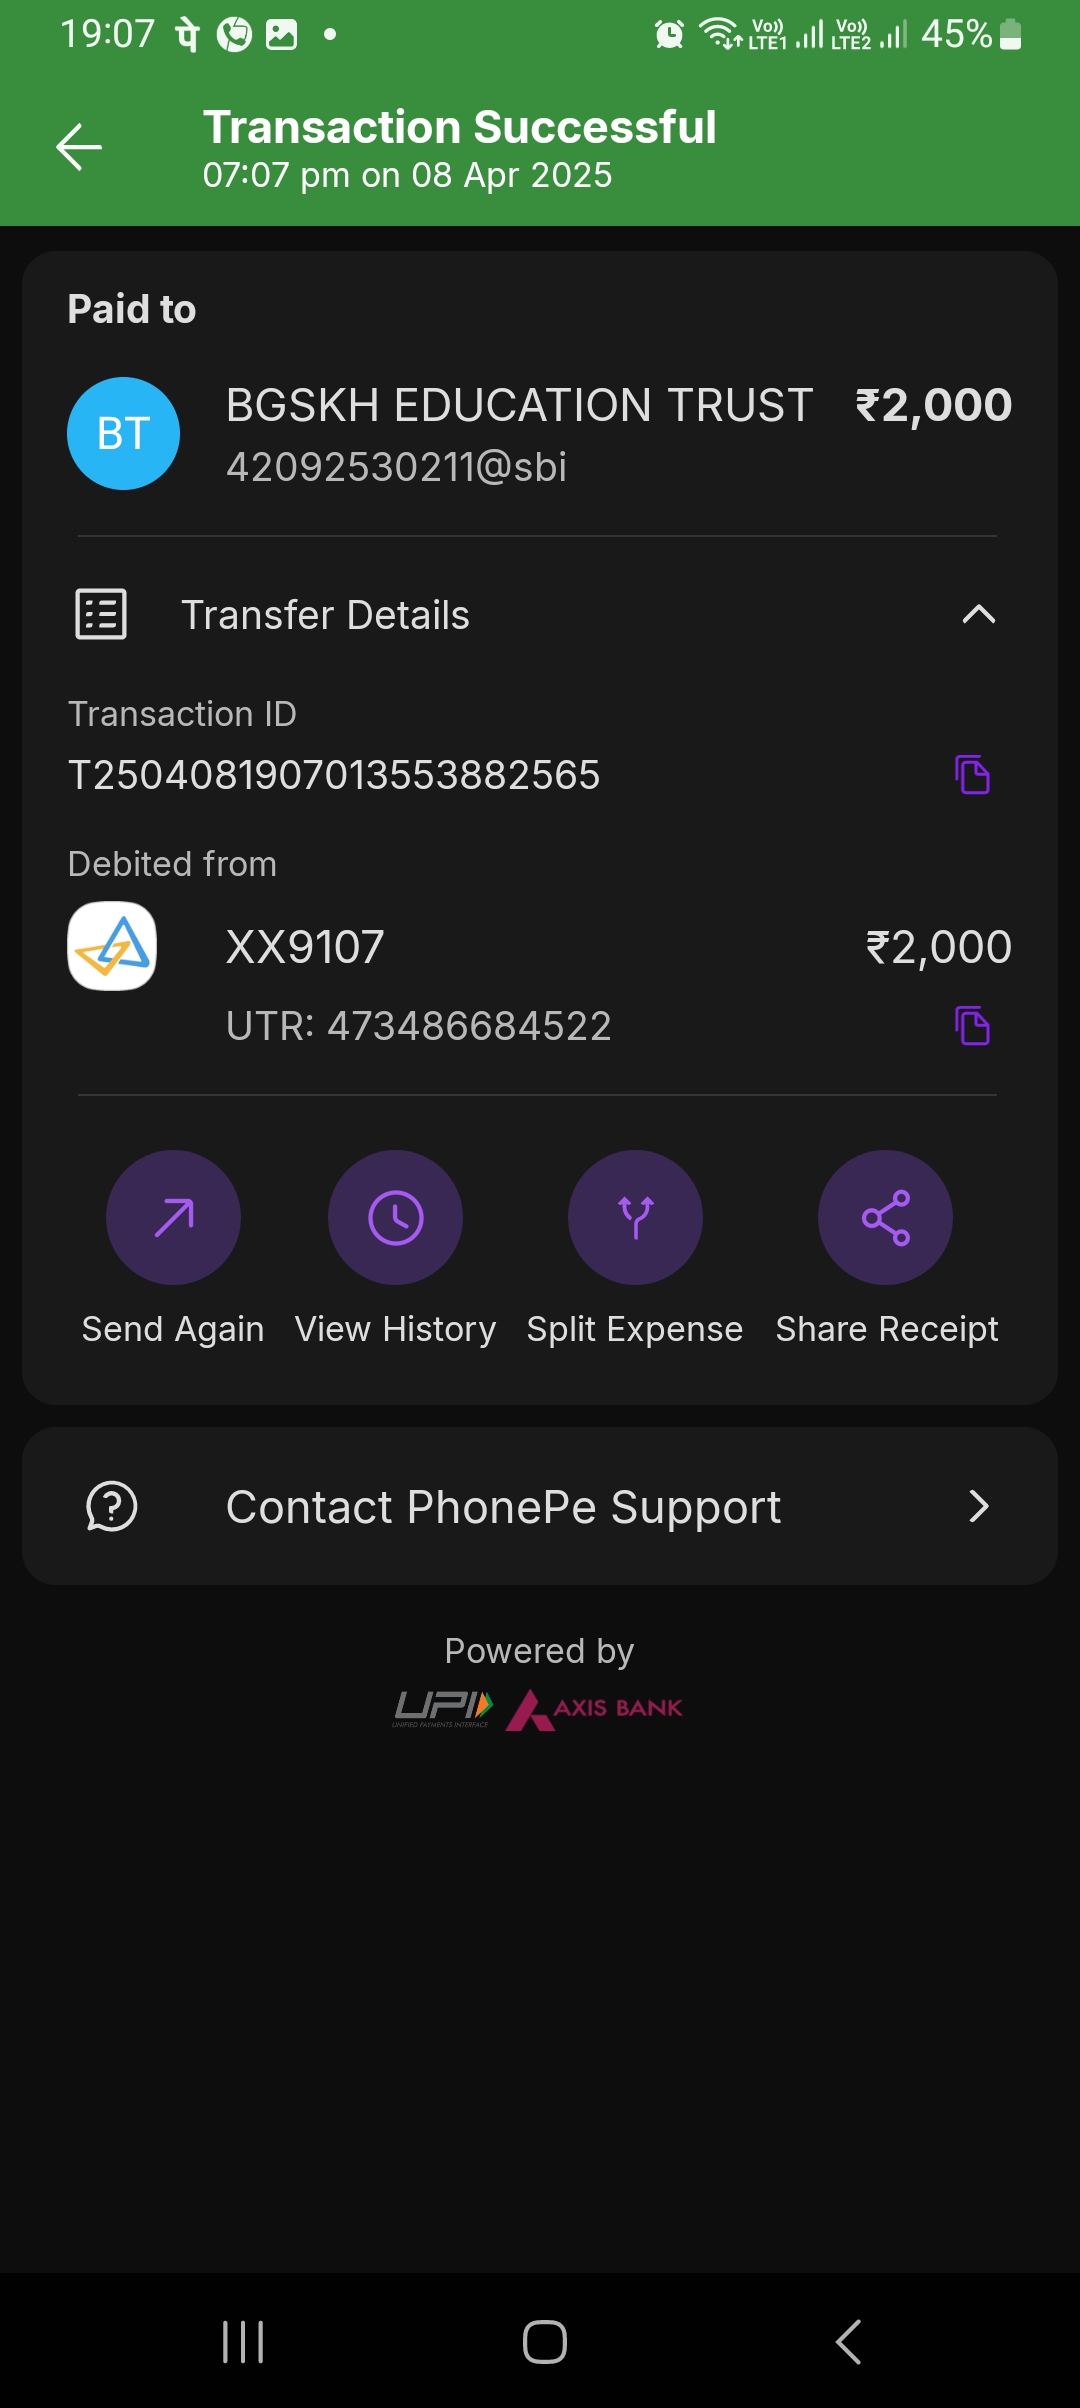 19:07 पे Vo)) LTE1 Vo)) LTE2 45%
Transaction Successful
07:07 pm on 08 Apr 2025
Paid to
BT
BGSKH EDUCATION TRUST ₹2,000
42092530211@sbi
Transfer Details
Transaction ID
T2504081907013553882565
Debited from
XX9107 ₹2,000
UTR: 473486684522
Send Again View History Split Expense Share Receipt
Contact PhonePe Support
Powered by
UPI AXIS BANK
UNIFIED PAYMENTS INTERFACE